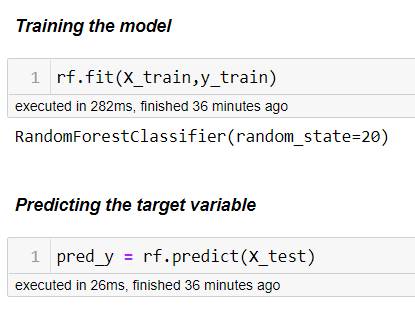 Training the model
1 rf.fit(X_train,y_train)
executed in 282ms, finished 36 minutes ago
RandomForestClassifier(random_state=20)
Predicting the target variable
1 pred_y = rf.predict(X_test)
executed in 26ms, finished 36 minutes ago